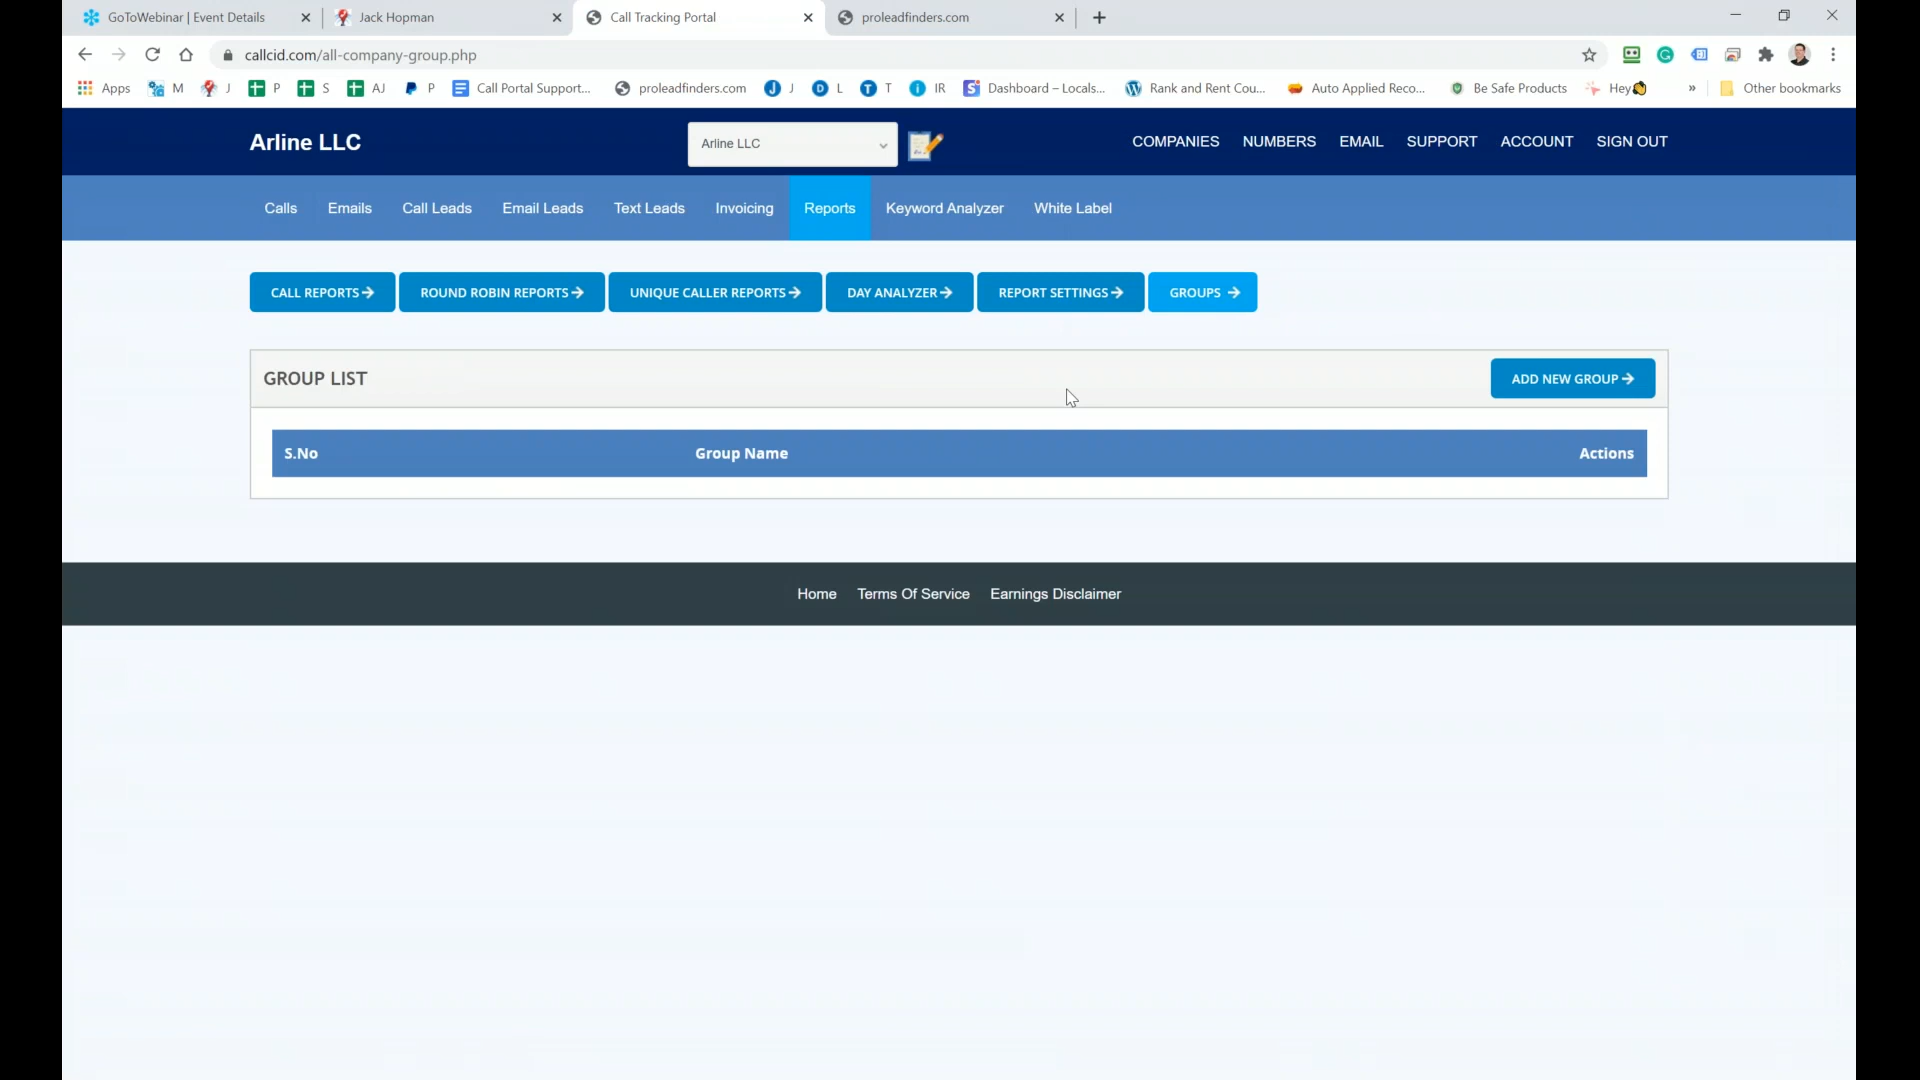 GoToWebinar | Event Details
Jack Hopman
Call Tracking Portal
proleadfinders.com
callcid.com/all-company-group.php
Apps M J P S AJ P Call Portal Support... proleadfinders.com J L T IR Dashboard – Locals... Rank and Rent Cou... Auto Applied Reco... Be Safe Products Hey » Other bookmarks
Arline LLC
Arline LLC
COMPANIES NUMBERS EMAIL SUPPORT ACCOUNT SIGN OUT
Calls Emails Call Leads Email Leads Text Leads Invoicing Reports Keyword Analyzer White Label
CALL REPORTS ROUND ROBIN REPORTS UNIQUE CALLER REPORTS DAY ANALYZER REPORT SETTINGS GROUPS
GROUP LIST
ADD NEW GROUP
S.No Group Name Actions
Home Terms Of Service Earnings Disclaimer